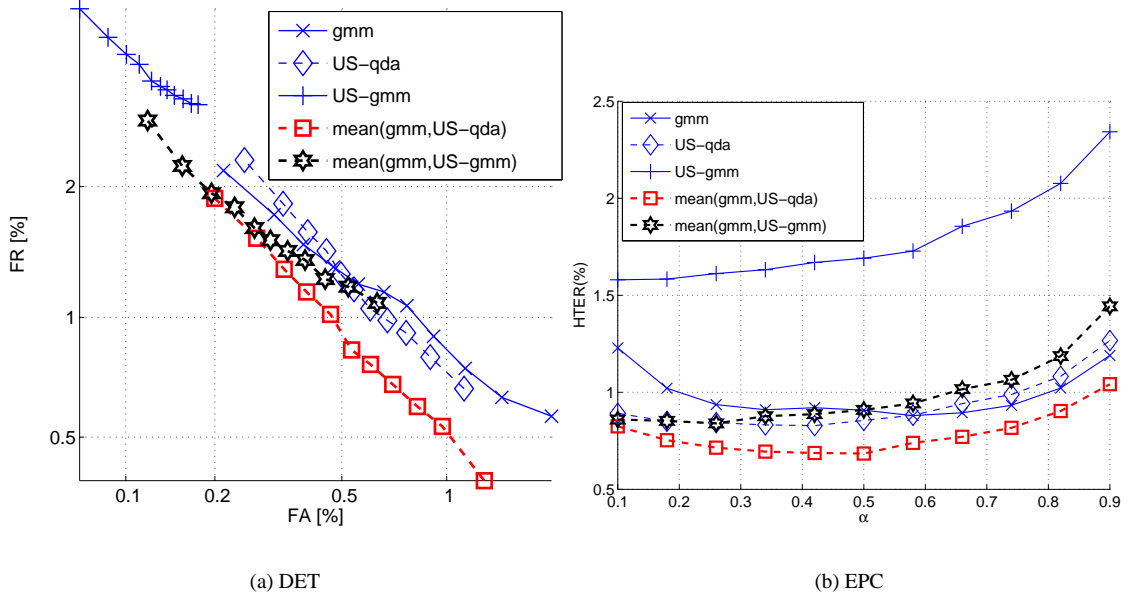 gmm
US-qda
US-gmm
mean(gmm,US-qda)
mean(gmm,US-gmm)
2
1
0.5
FR [%]
0.1
0.2
0.5
1
FA [%]
(a) DET
gmm
US-qda
US-gmm
mean(gmm,US-qda)
mean(gmm,US-gmm)
2.5
2
1.5
1
0.5
HTER(%)
0.1
0.2
0.3
0.4
0.5
0.6
0.7
0.8
0.9
α
(b) EPC